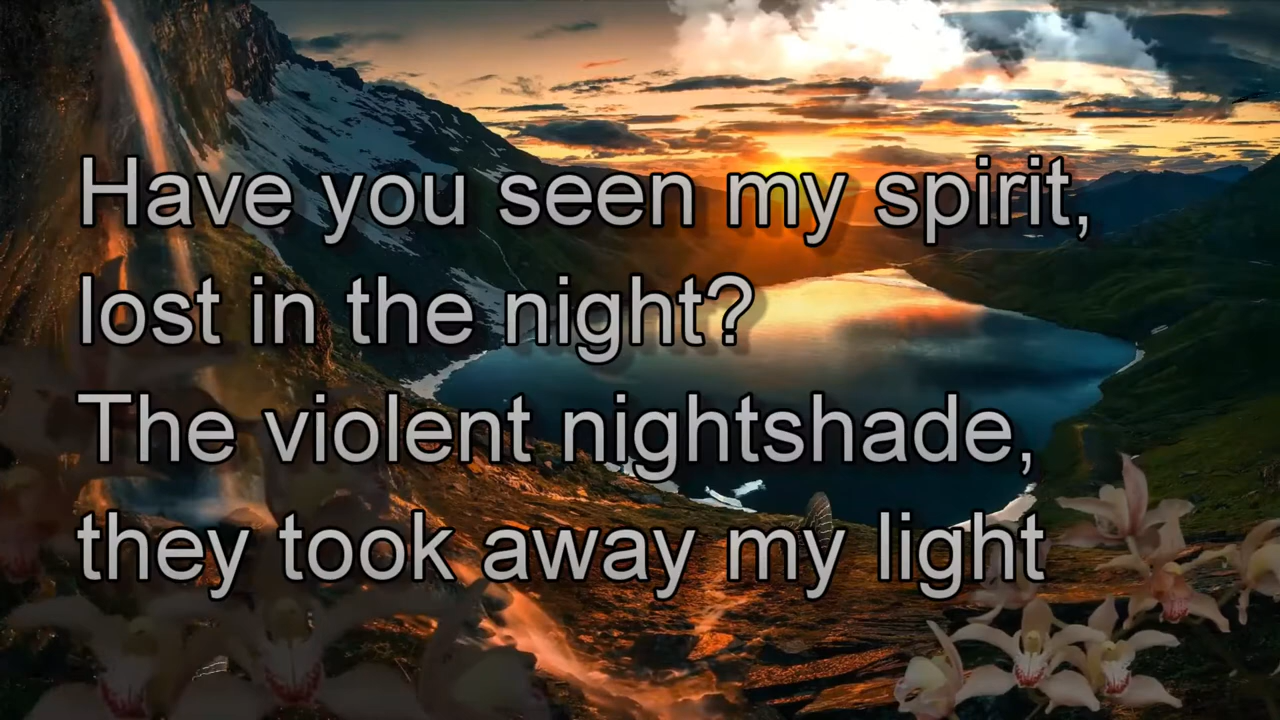 Have you seen my spirit,
lost in the night?
The violent nightshade,
they took away my light